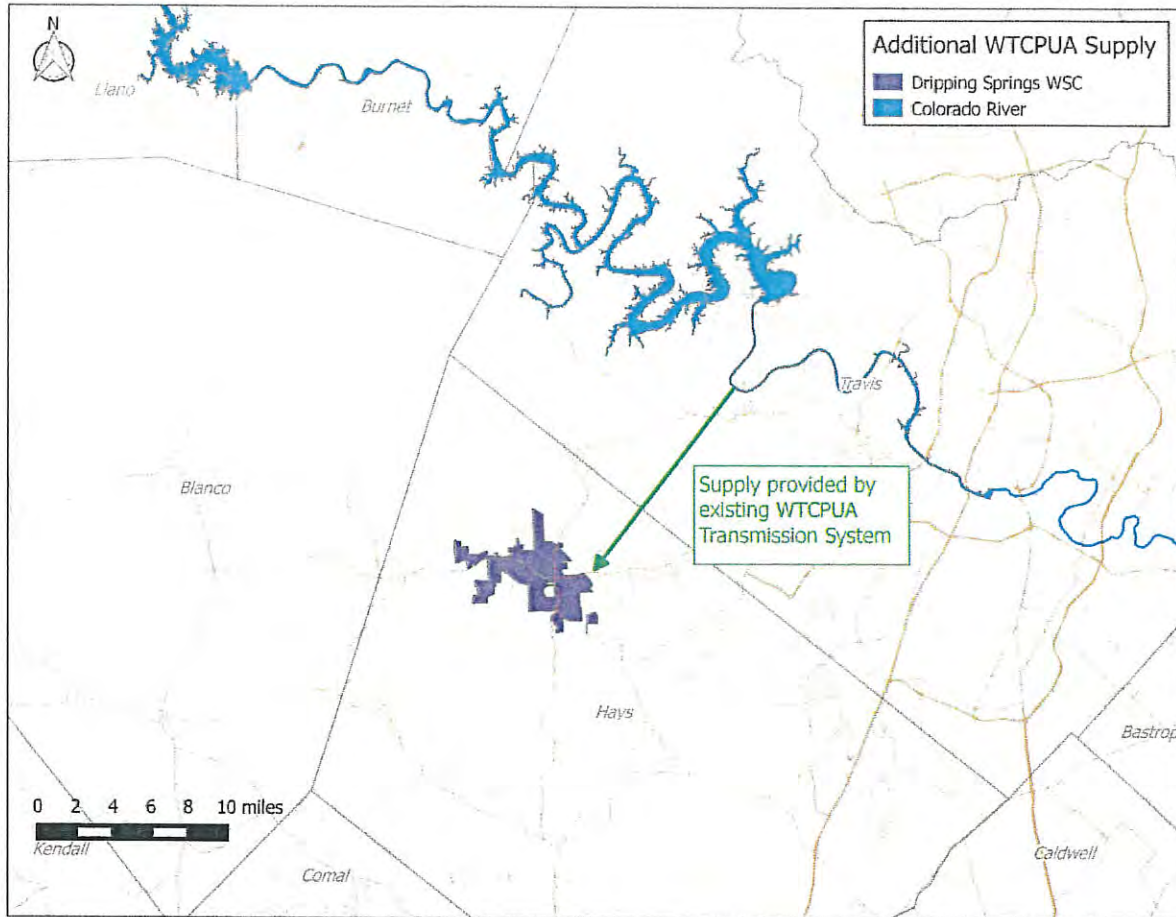 N
Additional WTCPUA Supply
Dripping Springs WSC
Colorado River
Llano
Burnet
Travis
Supply provided by
existing WTCPUA
Transmission System
Blanco
Hays
Bastrop
0 2 4 6 8 10 miles
Kendall
Comal
Caldwell